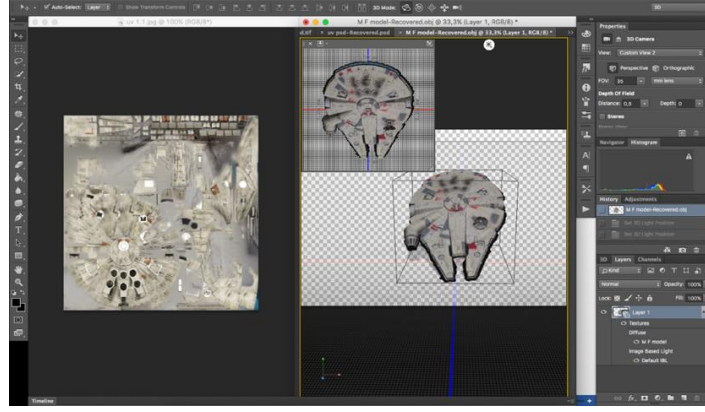 Auto-Select: Layer
Show Transform Controls
3D Mode:
3D
uv 1.1.jpg @ 100% (RGB/8*)
M F model-Recovered.obj @ 33,3% (Layer 1, RGB/8) *
d.tif × uv psd-Recovered.psd × M F model-Recovered.obj @ 33,3% (Layer 1, RGB/8) *
Properties
3D Camera
View: Custom View 2
Perspective Orthographic
FOV: 36 mm lens
Depth Of Field
Distance: 0,6 Depth: 0
Stereo
Navigator Histogram
History Adjustments
M F model-Recovered.obj
Set 3D Light Position
Set 3D Light Position
3D Layers Channels
Kind
Normal Opacity: 100%
Lock: Fill: 100%
Layer 1
Textures
Diffuse
M F model
Image Based Light
Default IBL
Timeline